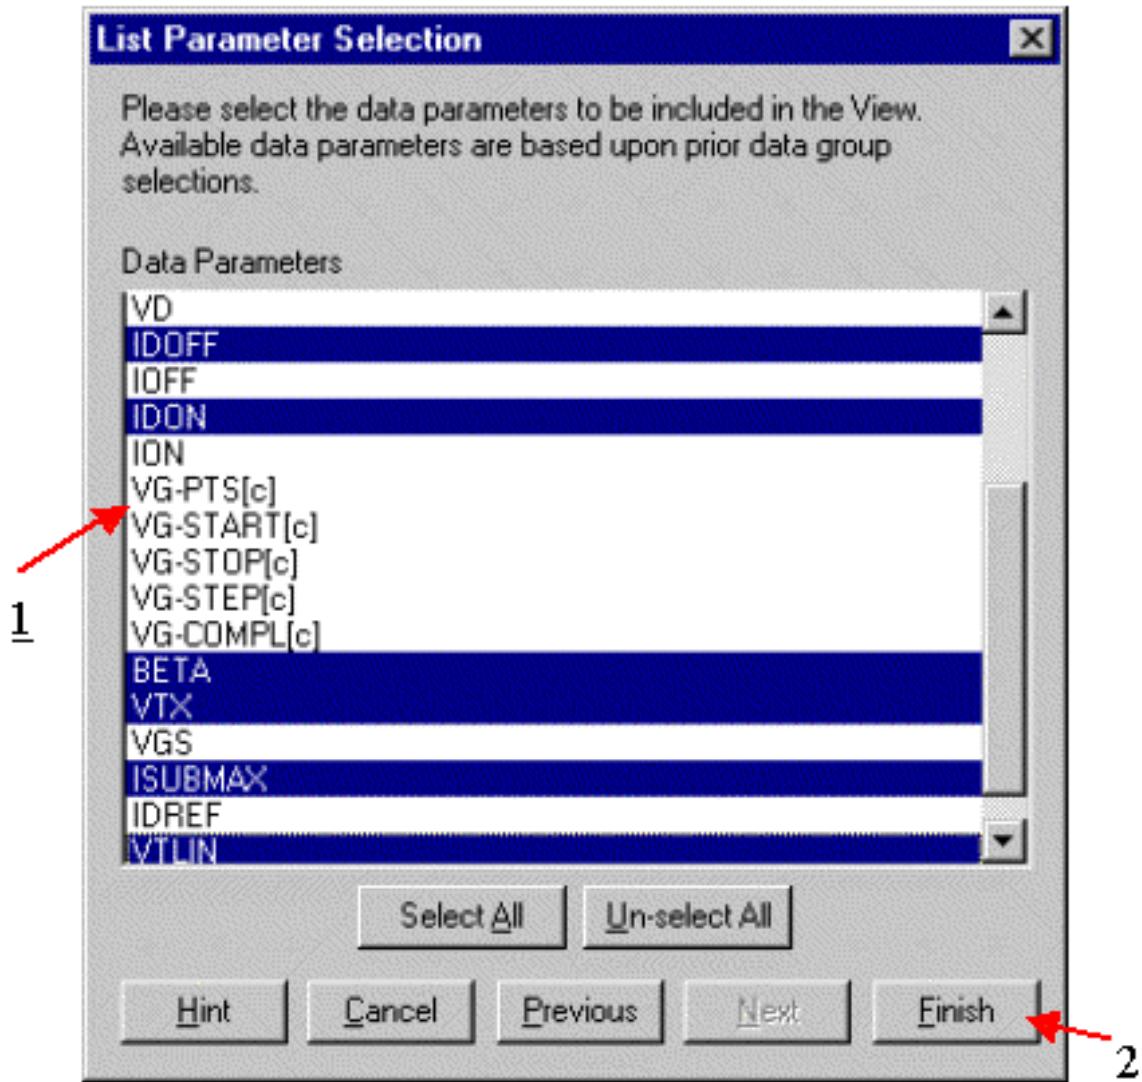 List Parameter Selection
Please select the data parameters to be included in the View.
Available data parameters are based upon prior data group
selections.
Data Parameters
VD
IDOFF
IOFF
IDON
ION
VG-PTS[c]
VG-START[c]
VG-STOP[c]
VG-STEP[c]
VG-COMPL[c]
1
BETA
VTX
VGS
ISUBMAX
IDREF
VTLIN
Select All Un-select All
Hint Cancel Previous Next Finish
2